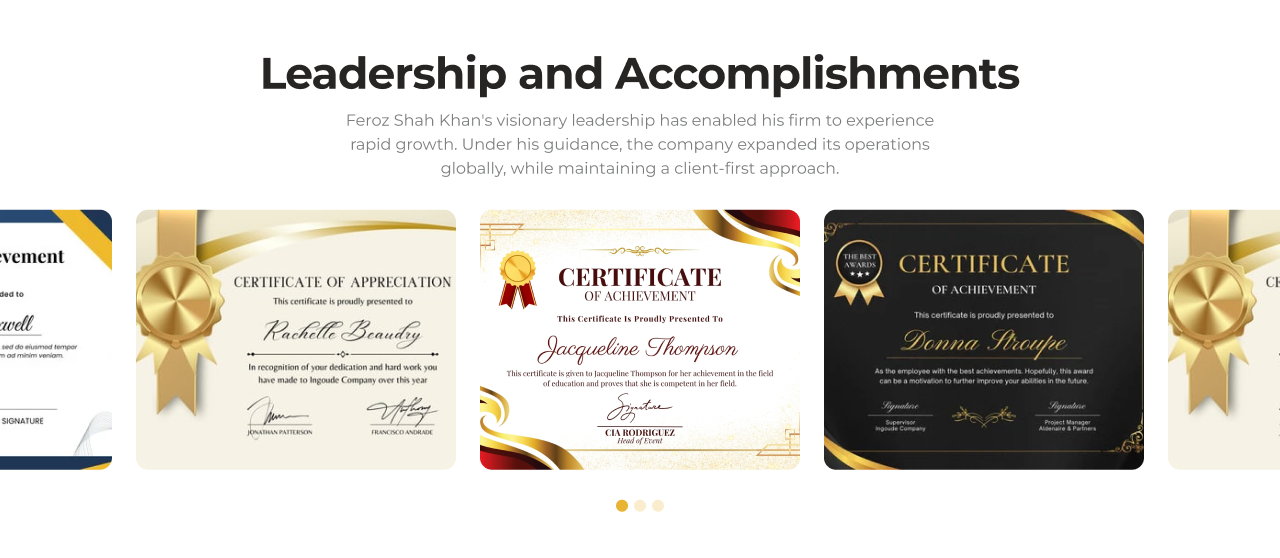 Leadership and Accomplishments
Feroz Shah Khan's visionary leadership has enabled his firm to experience
rapid growth. Under his guidance, the company expanded its operations
globally, while maintaining a client-first approach.
sed do eiusmod tempor
m ad minim veniam.
SIGNATURE
CERTIFICATE OF APPRECIATION
This certificate is proudly presented to
Rachelle Beaudry
In recognition of your dedication and hard work you
have made to Ingoude Company over this year
JONATHAN PATTERSON
FRANCISCO ANDRADE
CERTIFICATE
OF ACHIEVEMENT
This Certificate Is Proudly Presented To
Jacqueline Thompson
This certificate is given to Jacqueline Thompson for her achievement in the field
of education and proves that she is competent in her field.
Signature
CIA RODRIGUEZ
Head of Event
THE BEST
AWARDS
CERTIFICATE
OF ACHIEVEMENT
This certificate is proudly presented to
Donna Stroupe
As the employee with the best achievements. Hopefully, this award
can be a motivation to further improve your abilities in the future.
Signature
Supervisor
Ingoude Company
Signature
Project Manager
Aldenaire & Partners